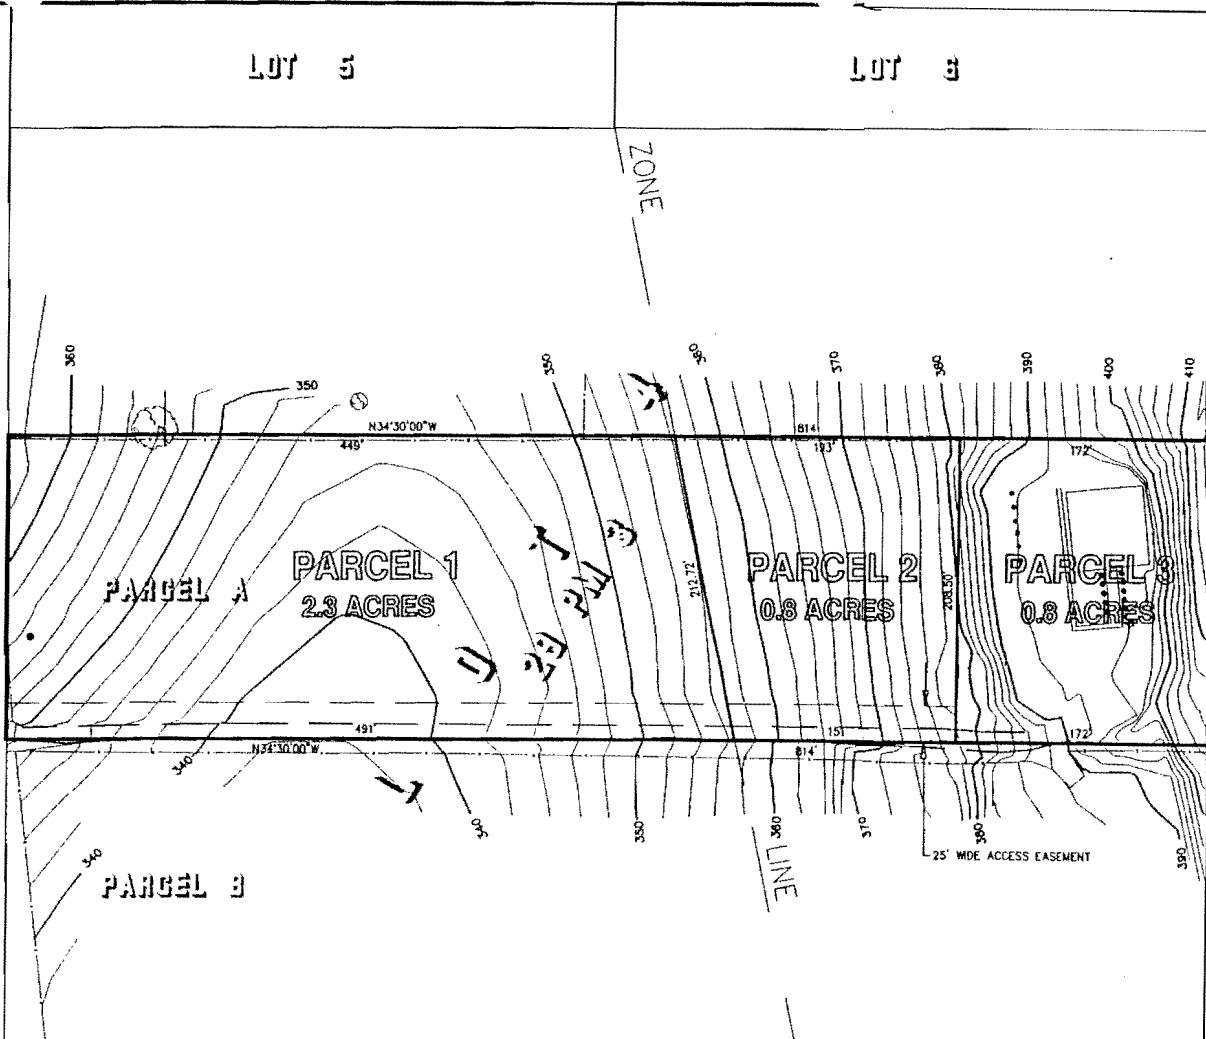 LOT 5
LOT 6
ZONE
360
350
350
360
370
380
390
400
410
N34°30'00"W
814'
449'
193'
172'
PARCEL 1
2.3 ACRES
PARCEL A
PM
28
212.72'
PARCEL 2
0.8 ACRES
208.50'
PARCEL 3
0.8 ACRES
491'
151'
172'
N34°30'00"W
814'
340
340
350
360
370
380
390
25' WIDE ACCESS EASEMENT
LINE
340
PARCEL B